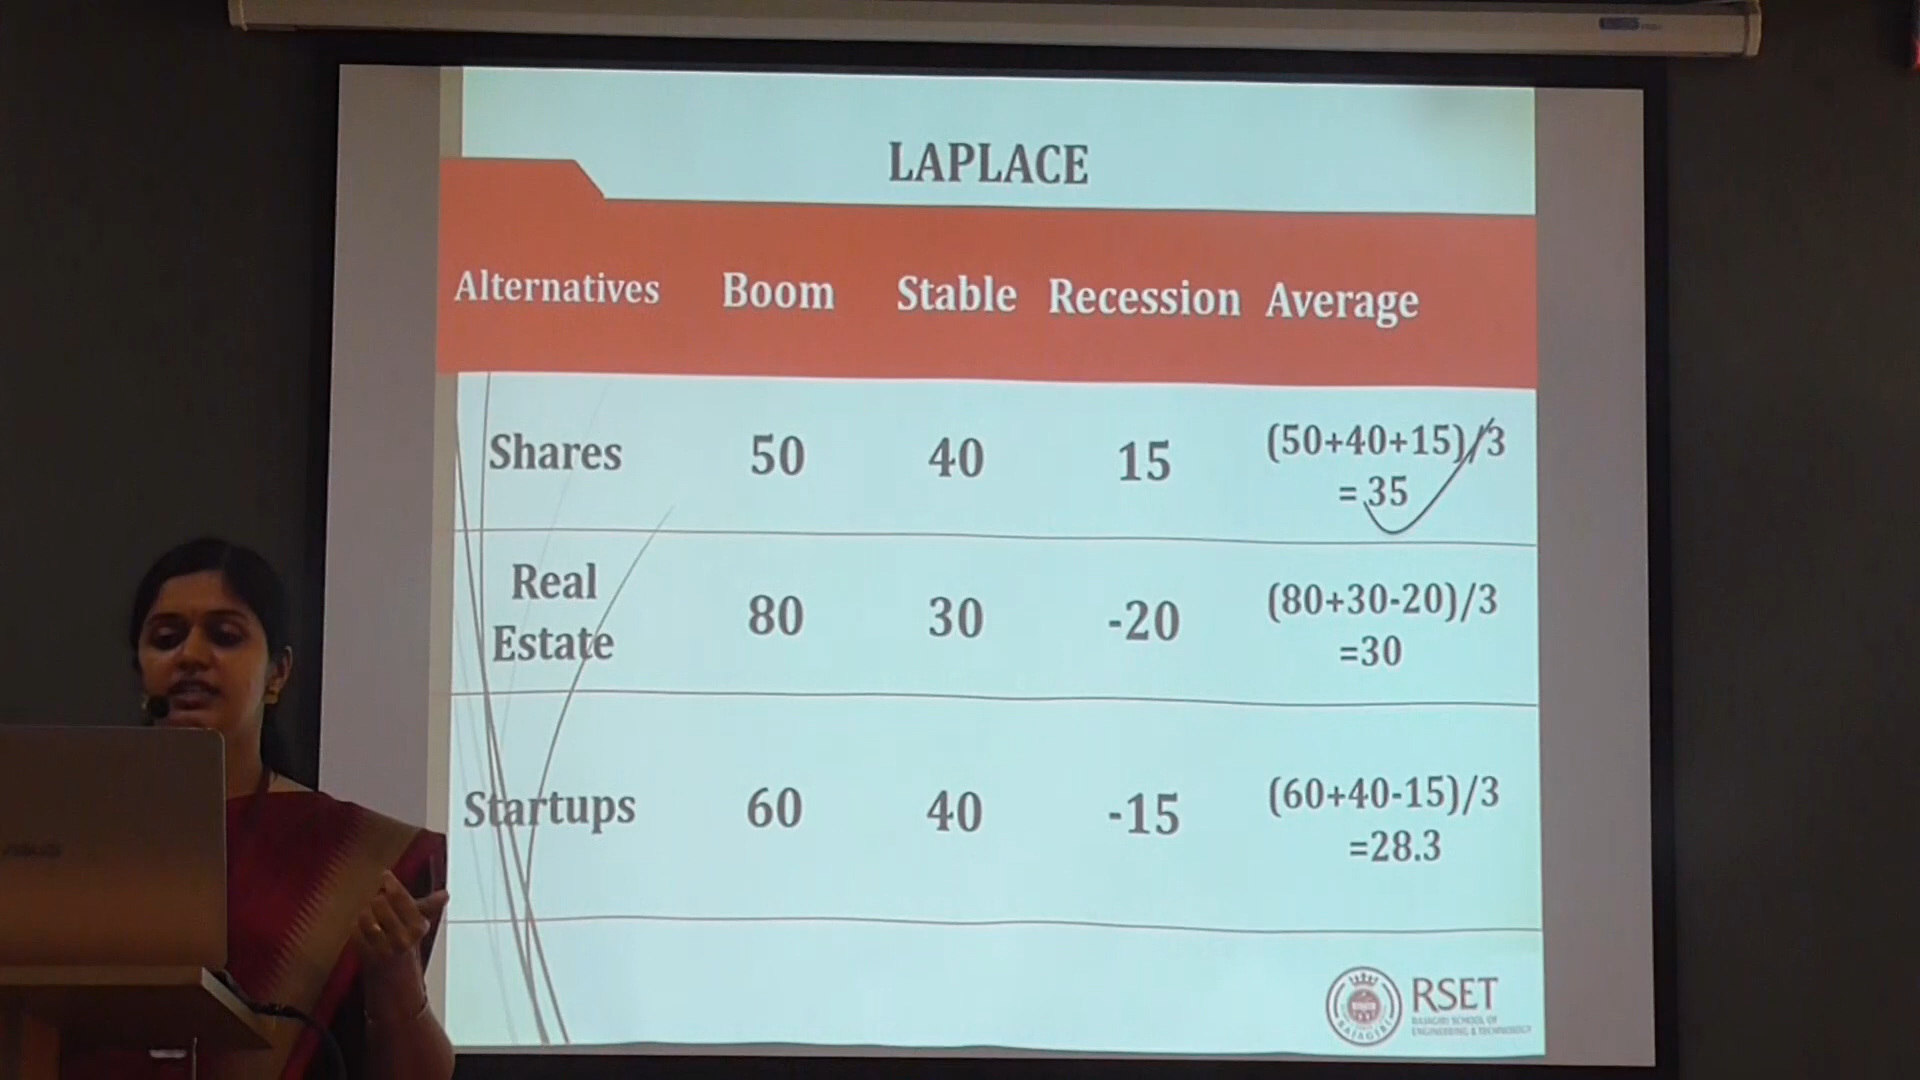 LAPLACE
Alternatives Boom Stable Recession Average
Shares 50 40 15 (50+40+15)/3
= 35
Real
Estate 80 30 -20 (80+30-20)/3
=30
Startups 60 40 -15 (60+40-15)/3
=28.3
RSET
RAJAGIRI SCHOOL OF
ENGINEERING & TECHNOLOGY
RAJAGIRI